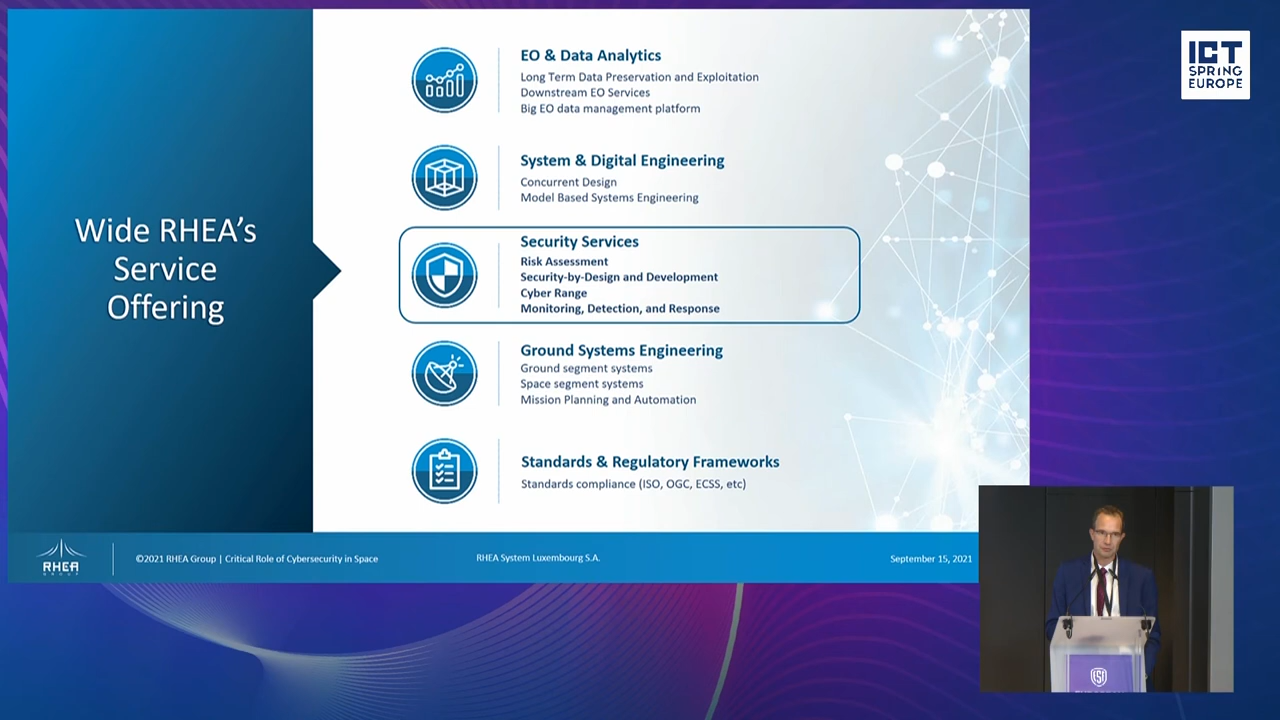 ICT
SPRING
EUROPE
Wide RHEA's
Service
Offering
EO & Data Analytics
Long Term Data Preservation and Exploitation
Downstream EO Services
Big EO data management platform
System & Digital Engineering
Concurrent Design
Model Based Systems Engineering
Security Services
Risk Assessment
Security-by-Design and Development
Cyber Range
Monitoring, Detection, and Response
Ground Systems Engineering
Ground segment systems
Space segment systems
Mission Planning and Automation
Standards & Regulatory Frameworks
Standards compliance (ISO, OGC, ECSS, etc)
RHEA
GROUP
©2021 RHEA Group | Critical Role of Cybersecurity in Space
RHEA System Luxembourg S.A.
September 15, 2021